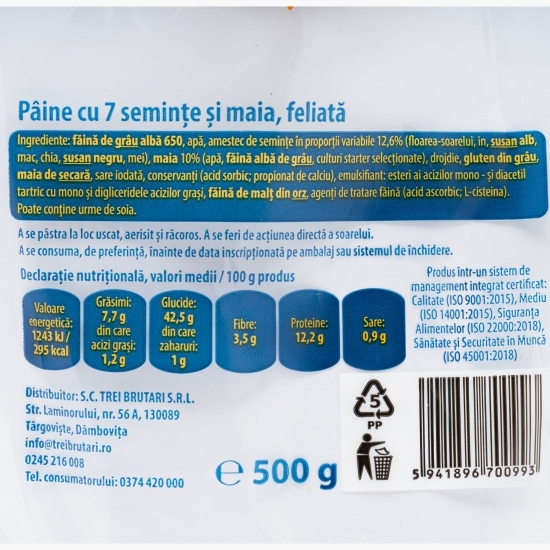 Pâine cu 7 semințe și maia, feliată
Ingrediente: făină de grâu albă 650, apă, amestec de semințe în proporții variabile 12,6% (floarea-soarelui, in, susan alb,
mac, chia, susan negru, mei), maia 10% (apă, făină albă de grâu, culturi starter selecționate), drojdie, gluten din grâu,
maia de secară, sare iodată, conservanți (acid sorbic; propionat de calciu), emulsifiant: esteri ai acizilor mono - și diacetil
tartric cu mono și digliceridele acizilor grași, făină de malț din orz, agenți de tratare făină (acid ascorbic; L-cisteina).
Poate conține urme de soia.
A se păstra la loc uscat, aerisit și răcoros. A se feri de acțiunea directă a soarelui.
A se consuma, de preferință, înainte de data inscripționată pe ambalaj sau sistemul de închidere.
Declarație nutrițională, valori medii / 100 g produs
Valoare
energetică:
1243 kJ /
295 kcal
Grăsimi:
7,7 g
din care
acizi grași:
1,2 g
Glucide:
42,5 g
din care
zaharuri:
1 g
Fibre:
3,5 g
Proteine:
12,2 g
Sare:
0,9 g
Produs într-un sistem de
management integrat certificat:
Calitate (ISO 9001:2015), Mediu
(ISO 14001:2015), Siguranța
Alimentelor (ISO 22000:2018),
Sănătate și Securitate în Muncă
(ISO 45001:2018)
Distribuitor: S.C. TREI BRUTARI S.R.L.
Str. Laminorului, nr. 56 A, 130089
Târgoviște, Dâmbovița
info@treibrutari.ro
0245 216 008
Tel. consumatorului: 0374 420 000
℮ 500 g
5
PP
5 941896 700993